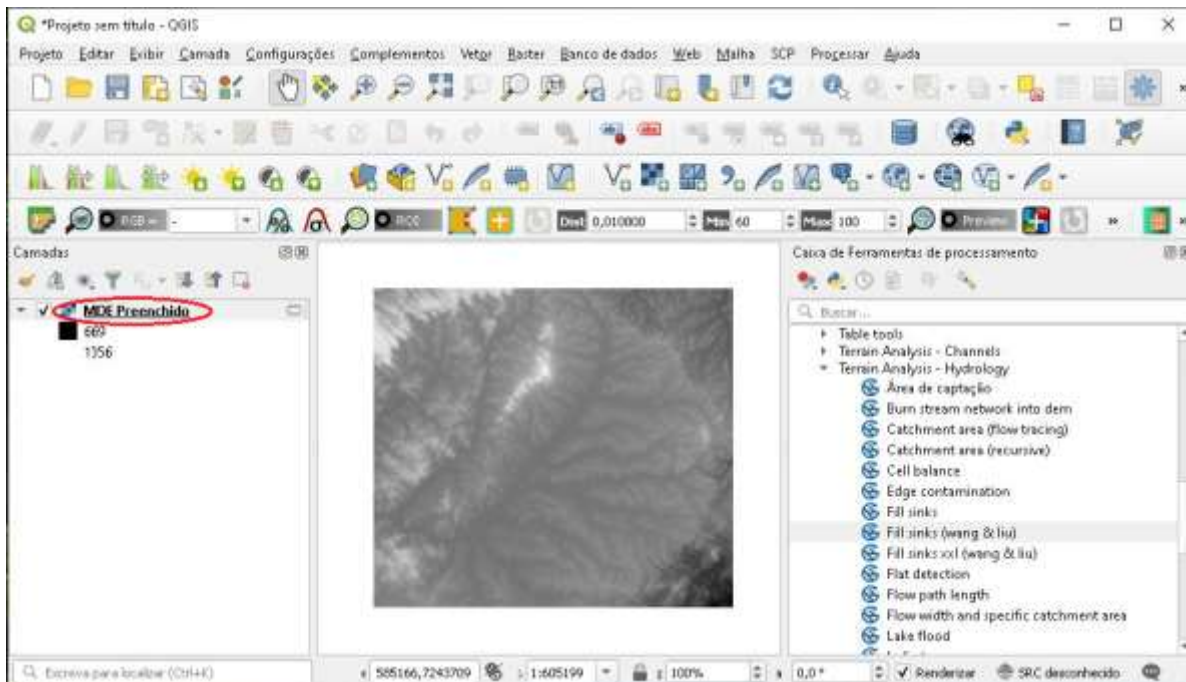 *Projeto sem título - QGIS
Projeto Editar Exibir Camada Configurações Complementos Vetor Raster Banco de dados Web Malha SCP Processar Ajuda
RGB = -
Dist 0,010000
Min 60
Max 100
Preview
Camadas
MDE Preenchido
669
1356
Caixa de Ferramentas de processamento
Buscar...
Table tools
Terrain Analysis - Channels
Terrain Analysis - Hydrology
Área de captação
Burn stream network into dem
Catchment area (flow tracing)
Catchment area (recursive)
Cell balance
Edge contamination
Fill sinks
Fill sinks (wang & liu)
Fill sinks xxl (wang & liu)
Flat detection
Flow path length
Flow width and specific catchment area
Lake flood
Escreva para localizar (Ctrl+K)
585166,7243709
1:605199
100%
0,0 °
Renderizar
SRC desconhecido